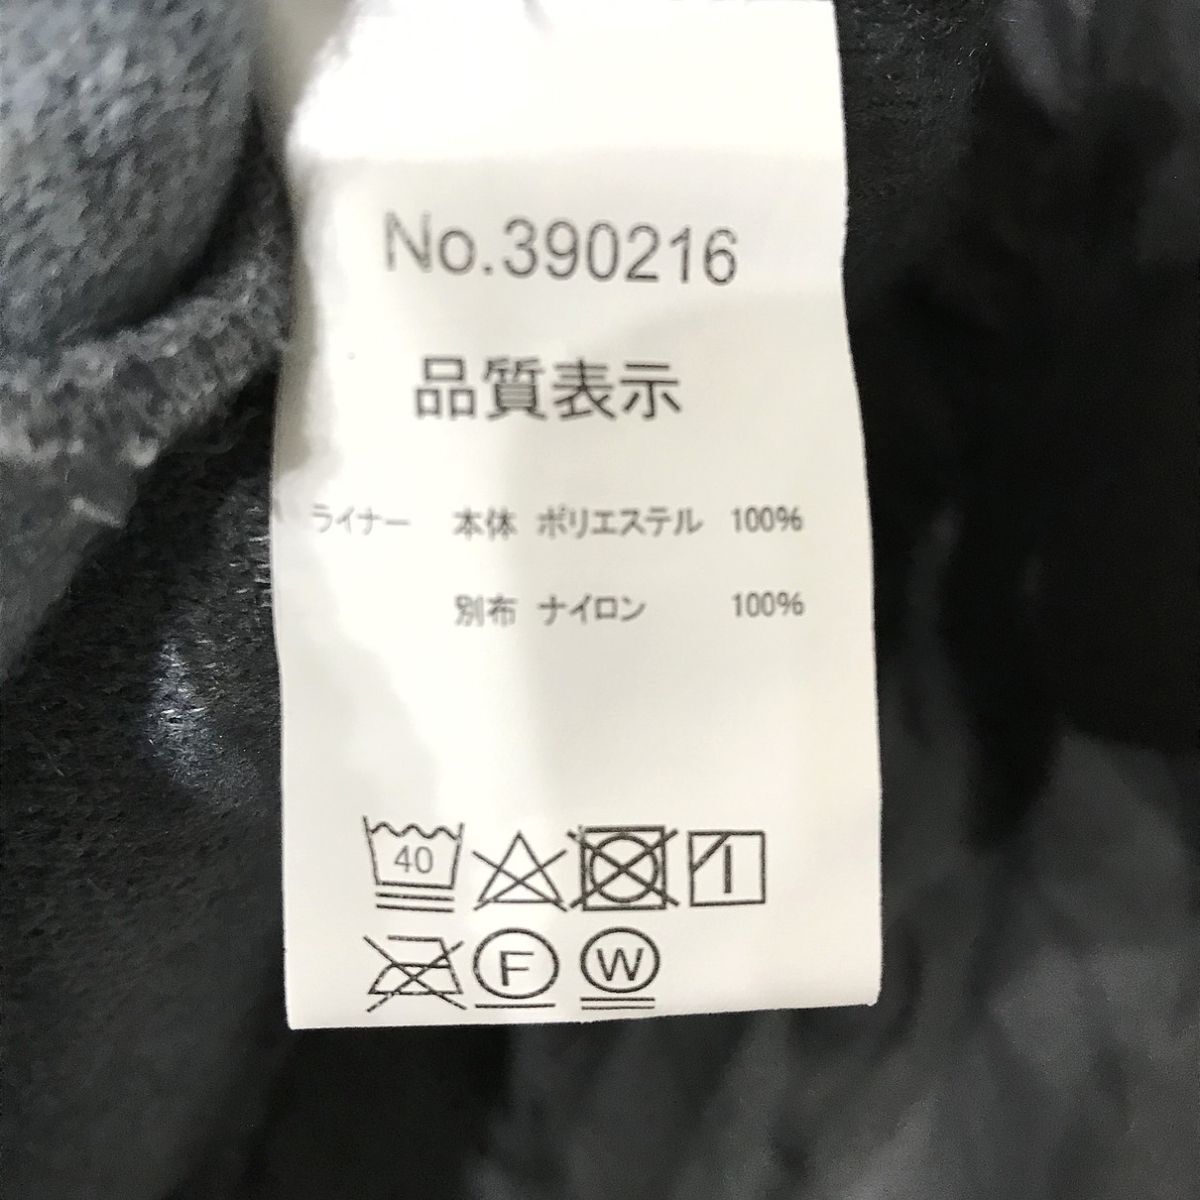 No.390216
品質表示
ライナー 本体 ポリエステル 100%
別布 ナイロン 100%
40
F W